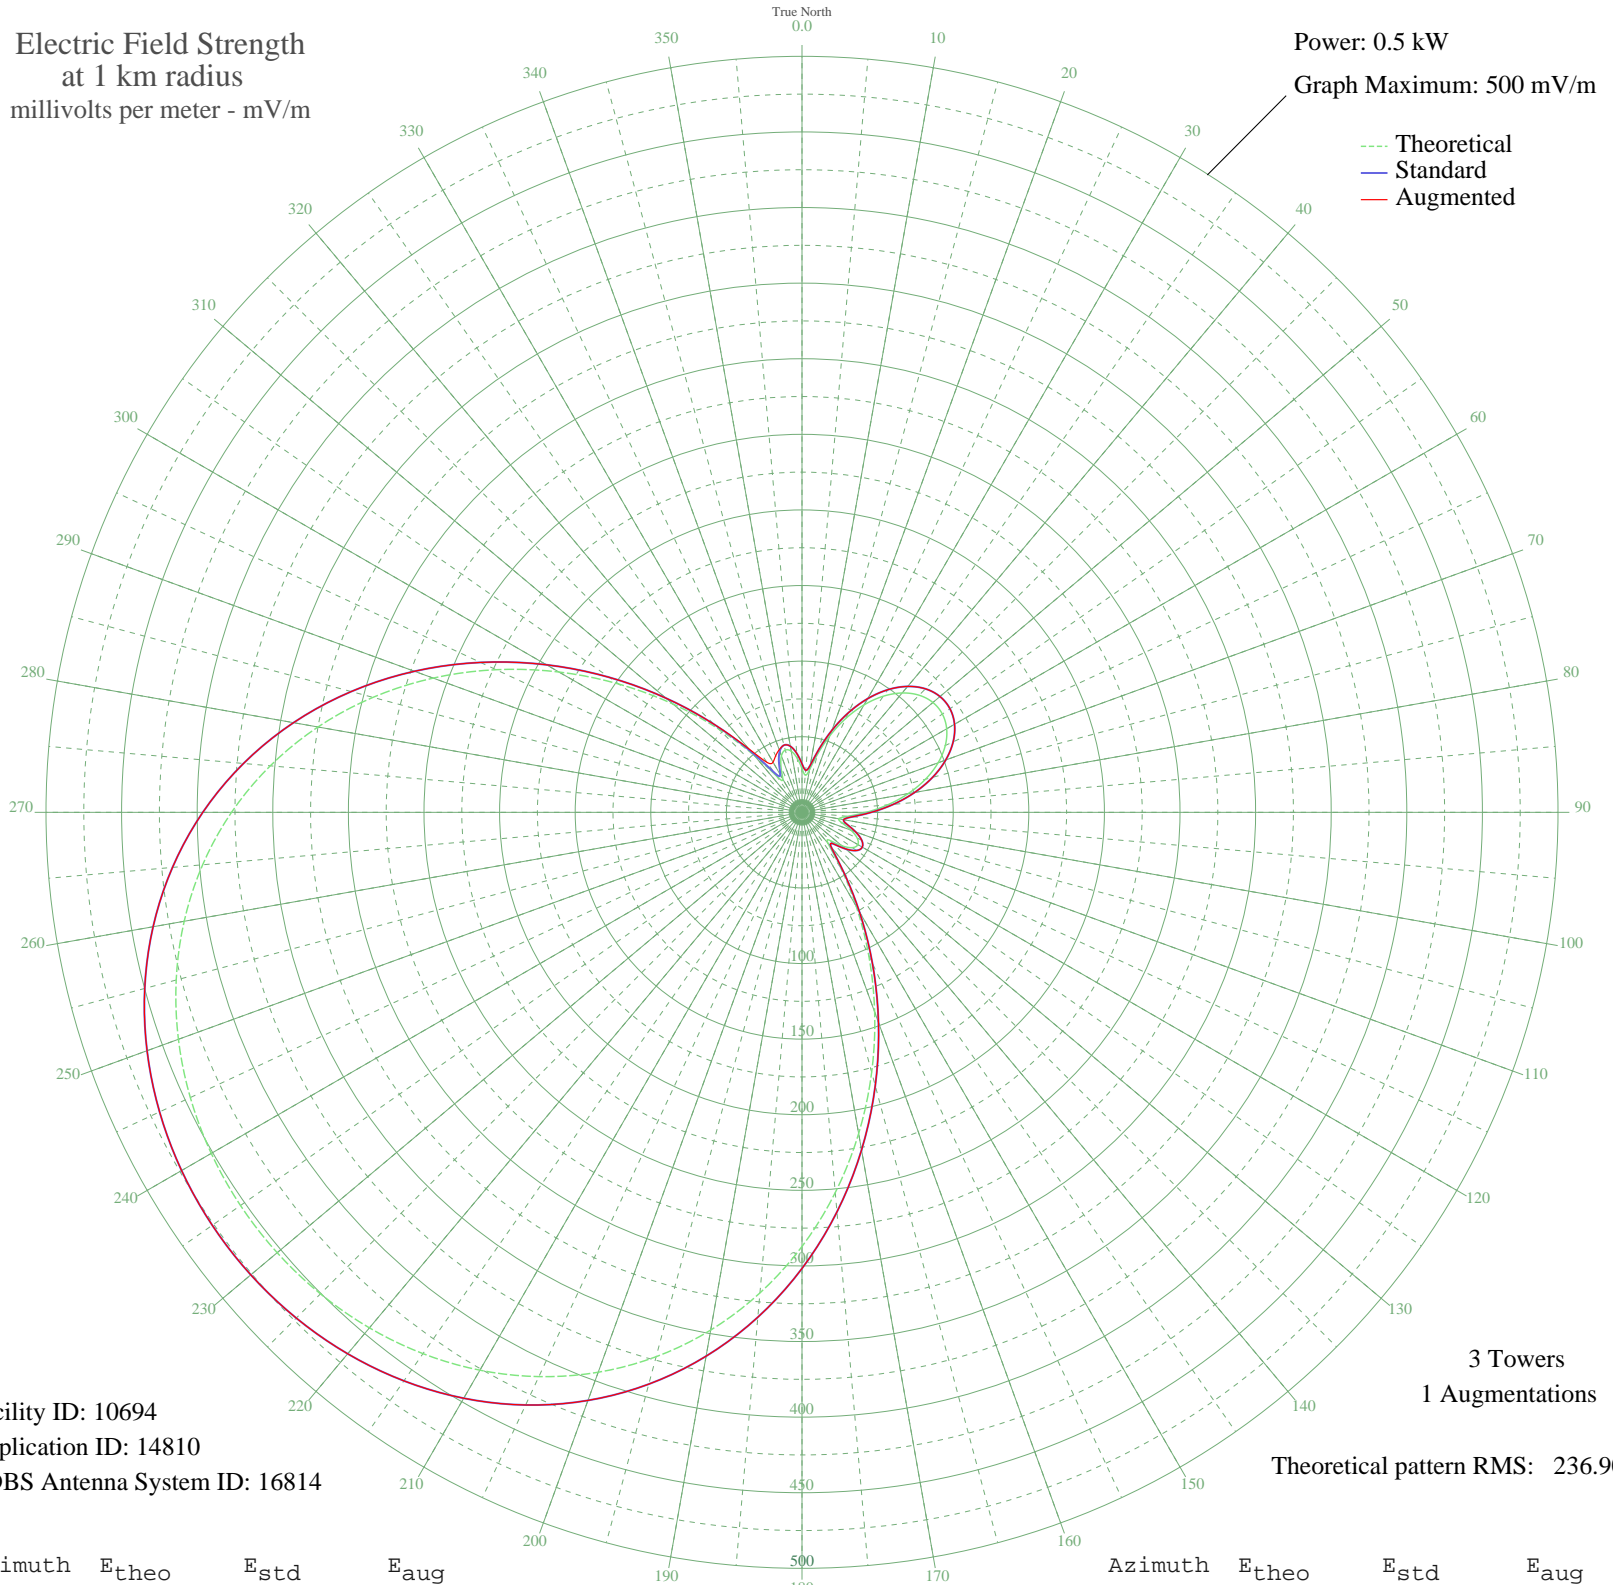 True North
0.0
Electric Field Strength
at 1 km radius
millivolts per meter - mV/m
Power: 0.5 kW
Graph Maximum: 500 mV/m
Theoretical
Standard
Augmented
10
20
30
40
50
60
70
80
90
100
110
120
130
140
150
160
170
190
200
210
220
230
240
250
260
270
280
290
300
310
320
330
340
350
100
150
200
250
300
350
400
450
500
3 Towers
1 Augmentations
Theoretical pattern RMS: 236.90
cility ID: 10694
plication ID: 14810
DBS Antenna System ID: 16814
imuth Etheo Estd Eaug
Azimuth Etheo Estd Eaug